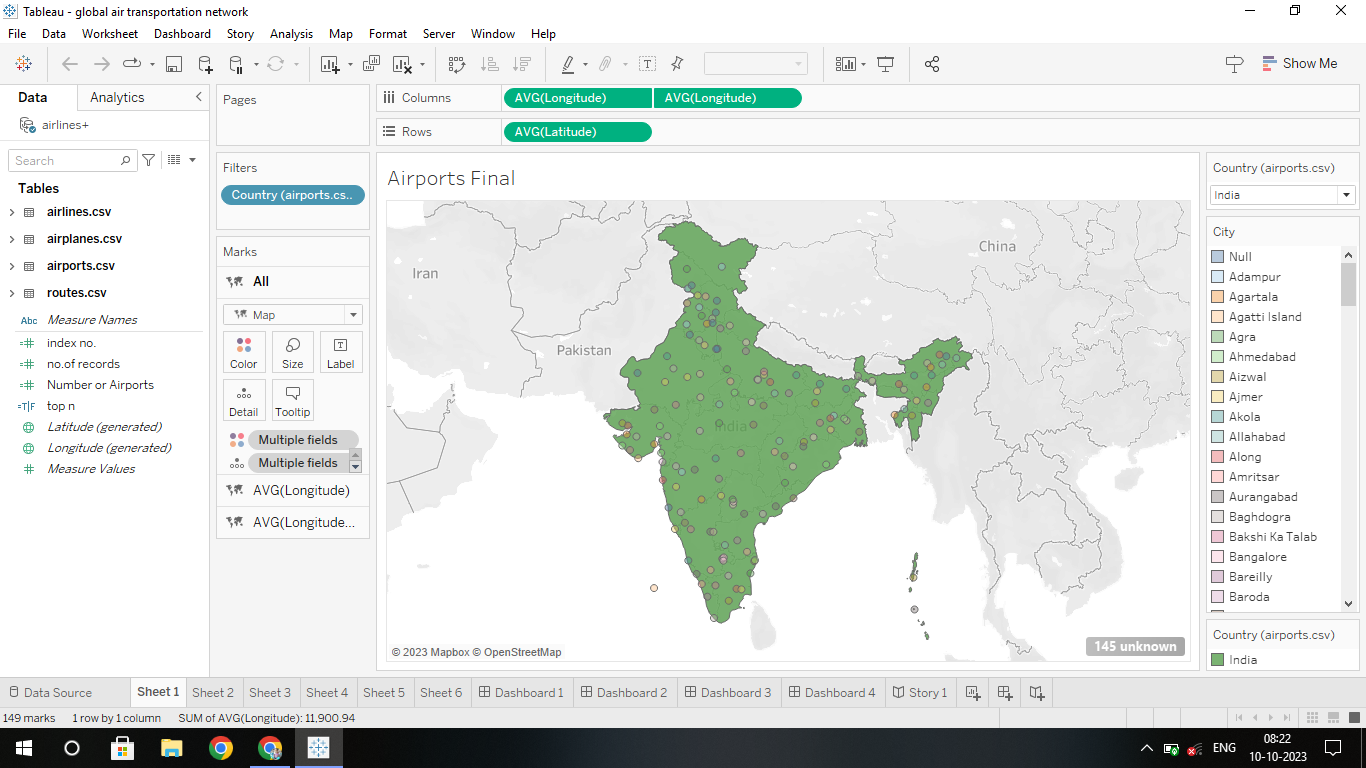 Tableau - global air transportation network
File Data Worksheet Dashboard Story Analysis Map Format Server Window Help
Show Me
Data Analytics
airlines+
Search
Tables
airlines.csv
airplanes.csv
airports.csv
routes.csv
Abc Measure Names
index no.
no.of records
Number or Airports
T|F top n
Latitude (generated)
Longitude (generated)
Measure Values
Pages
Filters
Country (airports.cs..
Marks
All
Map
Color Size Label
Detail Tooltip
Multiple fields
Multiple fields
AVG(Longitude)
AVG(Longitude...
Columns AVG(Longitude) AVG(Longitude)
Rows AVG(Latitude)
Airports Final
Iran
China
Pakistan
India
© 2023 Mapbox © OpenStreetMap
145 unknown
Country (airports.csv)
India
City
Null
Adampur
Agartala
Agatti Island
Agra
Ahmedabad
Aizwal
Ajmer
Akola
Allahabad
Along
Amritsar
Aurangabad
Baghdogra
Bakshi Ka Talab
Bangalore
Bareilly
Baroda
Country (airports.csv)
India
Data Source Sheet 1 Sheet 2 Sheet 3 Sheet 4 Sheet 5 Sheet 6 Dashboard 1 Dashboard 2 Dashboard 3 Dashboard 4 Story 1
149 marks 1 row by 1 column SUM of AVG(Longitude): 11,900.94
ENG
08:22
10-10-2023